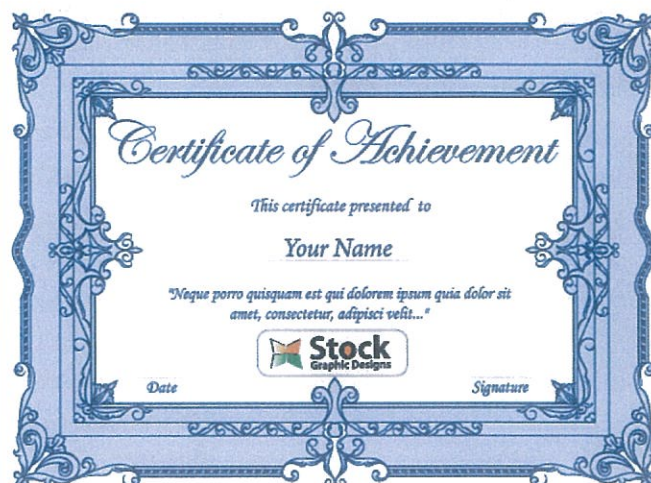 Certificate of Achievement
This certificate presented to
Your Name
"Neque porro quisquam est qui dolorem ipsum quia dolor sit
amet, consectetur, adipisci velit..."
Stock
Graphic Designs
Date Signature